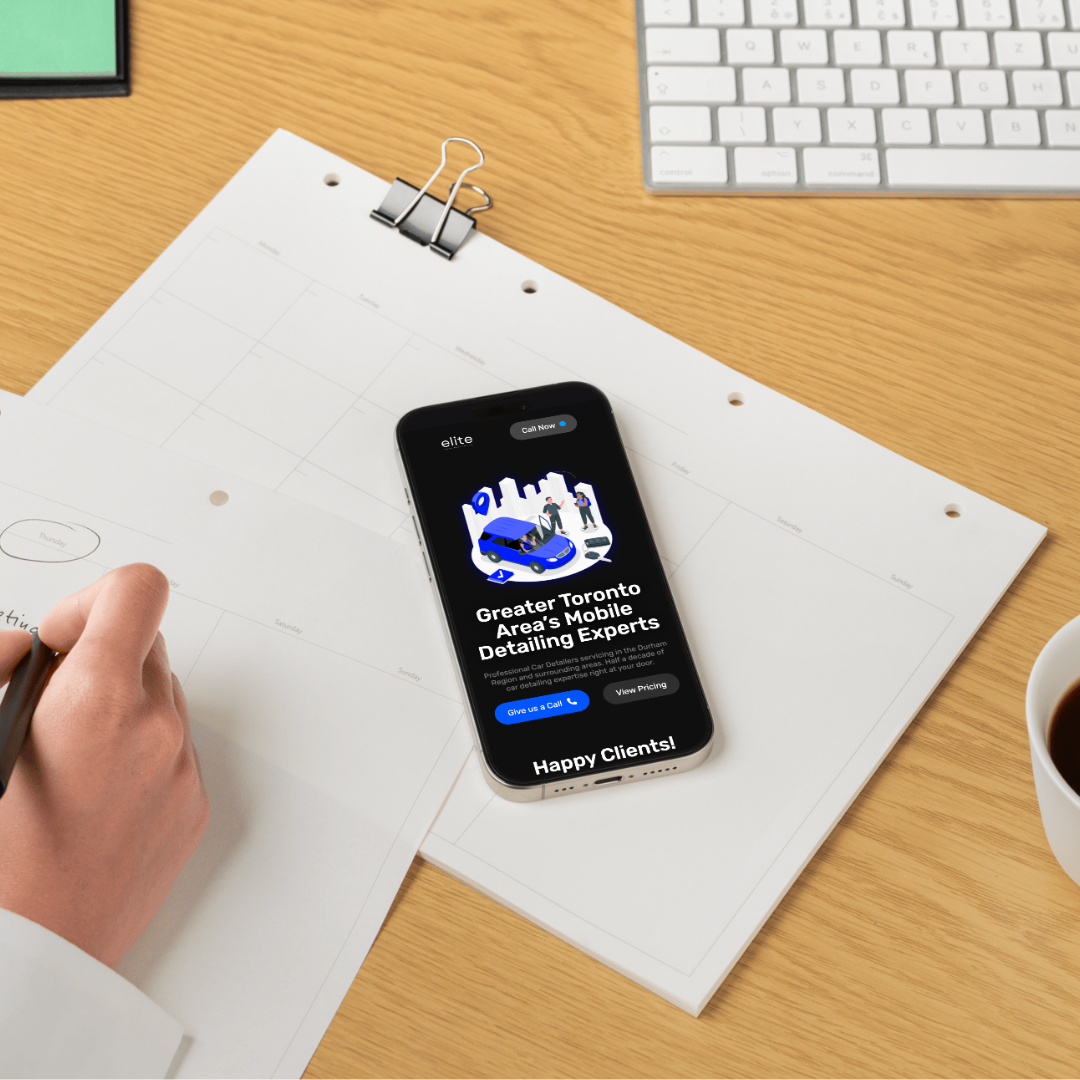 Q W E R T Z U
A S D F G H
Y X C V B N
control option command
Monday
Tuesday
Wednesday
Friday
Saturday
Sunday
Thursday
Saturday
Sunday
elite
Call Now
Greater Toronto
Area's Mobile
Detailing Experts
Professional Car Detailers servicing in the Durham
Region and surrounding areas. Half a decade of
car detailing expertise right at your door.
Give us a Call
View Pricing
Happy Clients!